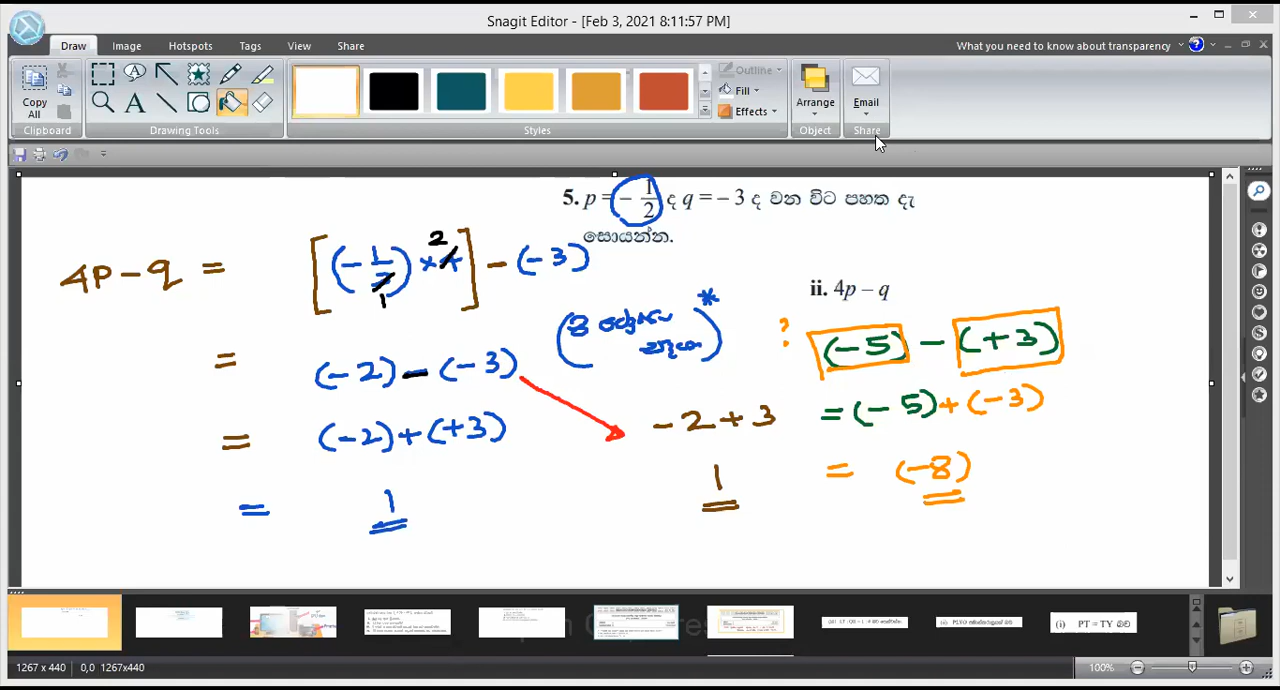 Snagit Editor - [Feb 3, 2021 8:11:57 PM]
Draw Image Hotspots Tags View Share
What you need to know about transparency
Copy All
Outline
Fill
Effects
Arrange
Email
Clipboard Drawing Tools Styles Object Share
5. p = - 1/2 ද q = - 3 ද වන විට පහත දෑ
සොයන්න.
4P - q = [(- 1/2) × 4] - (-3)
2
1
ii. 4p – q
*
= (-2) - (-3)
? (-5) - (+3)
= (-2) + (+3)
-2 + 3
= (-5) + (-3)
= 1
1
= (-8)
(i) PT = TY බව
1267 x 440 0,0 1267x440
100%